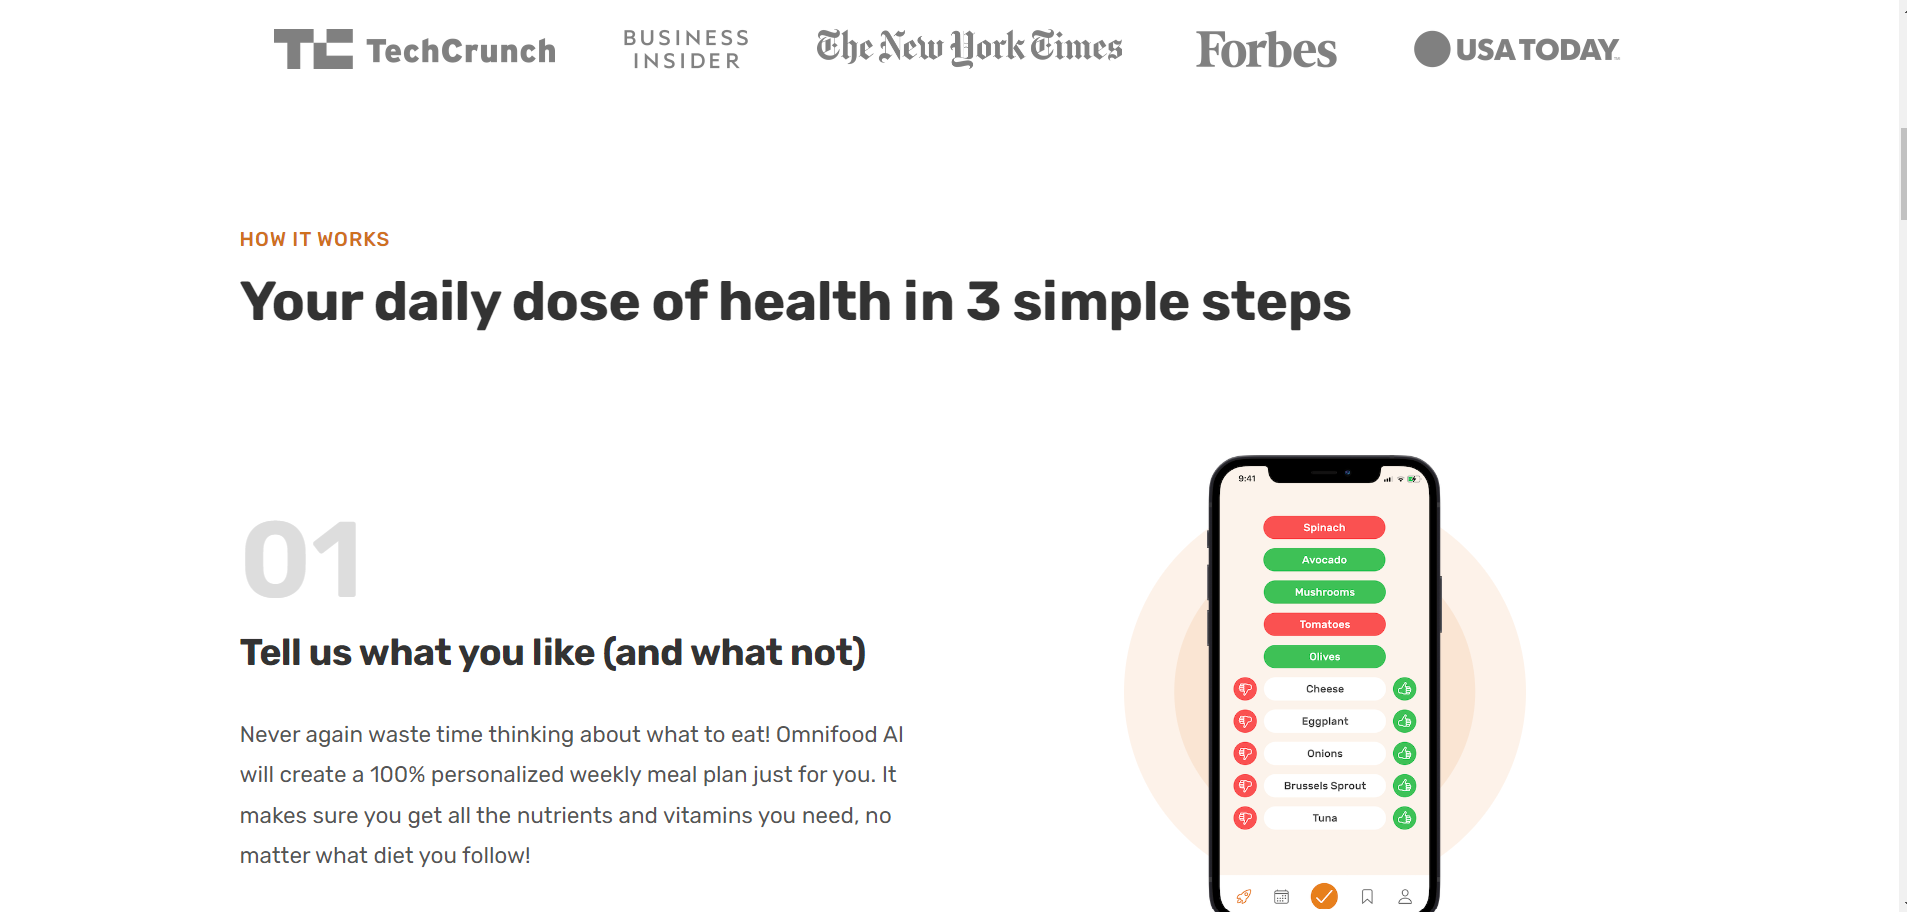 TC TechCrunch
BUSINESS
INSIDER
The New York Times
Forbes
USA TODAY
HOW IT WORKS
Your daily dose of health in 3 simple steps
01
Tell us what you like (and what not)
Never again waste time thinking about what to eat! Omnifood AI
will create a 100% personalized weekly meal plan just for you. It
makes sure you get all the nutrients and vitamins you need, no
matter what diet you follow!
9:41
Spinach
Avocado
Mushrooms
Tomatoes
Olives
Cheese
Eggplant
Onions
Brussels Sprout
Tuna